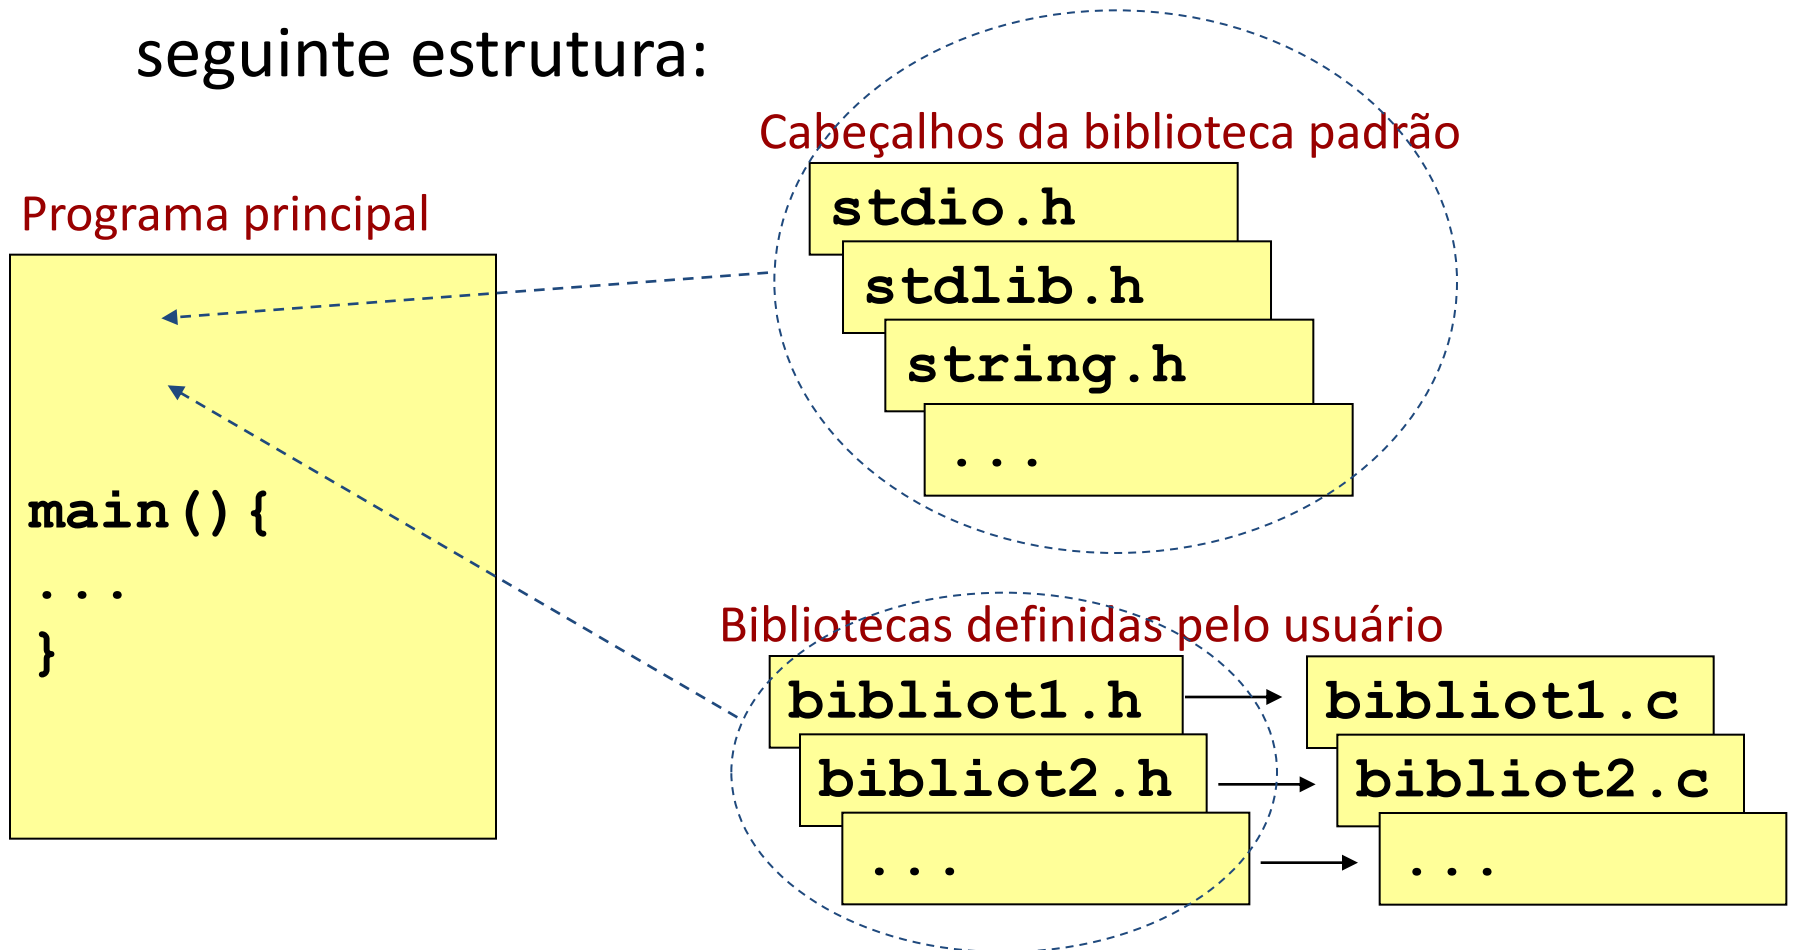 seguinte estrutura:
Cabeçalhos da biblioteca padrão
stdio.h
stdlib.h
string.h
...
Programa principal
main(){
...
}
Bibliotecas definidas pelo usuário
bibliot1.h
bibliot1.c
bibliot2.h
bibliot2.c
...
...